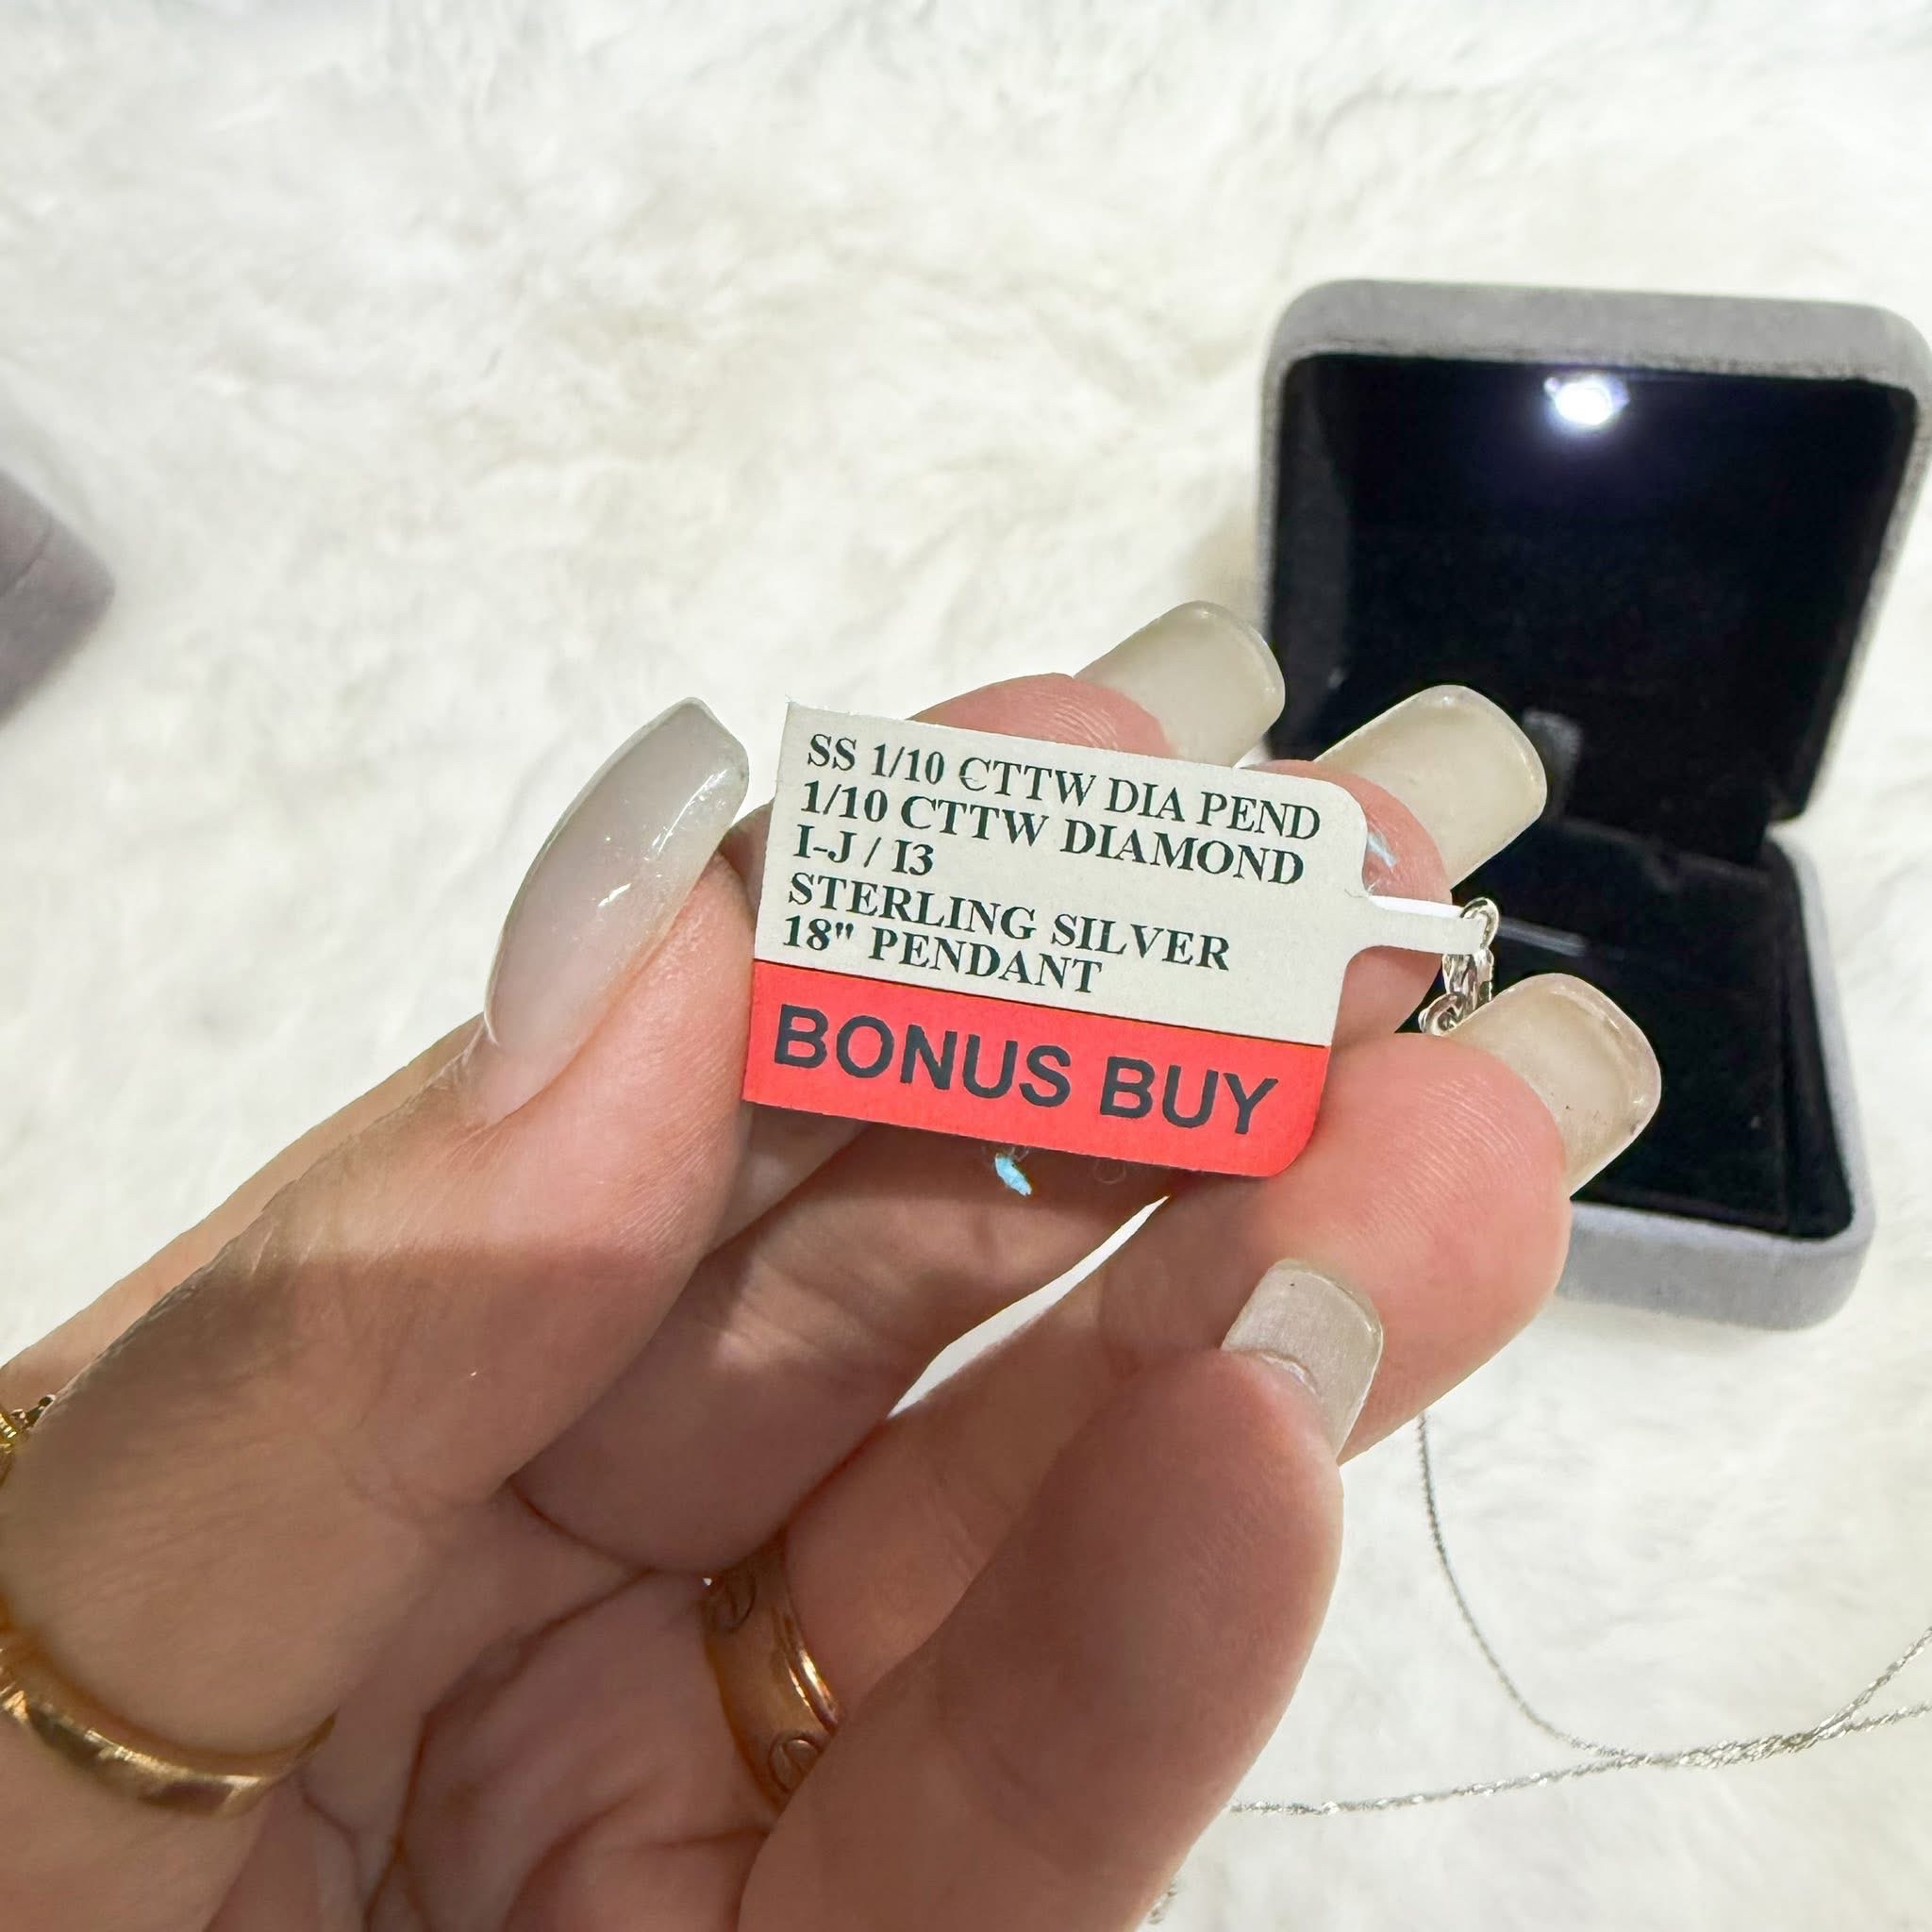 SS 1/10 CTTW DIA PEND
1/10 CTTW DIAMOND
I-J / I3
STERLING SILVER
18" PENDANT
BONUS BUY